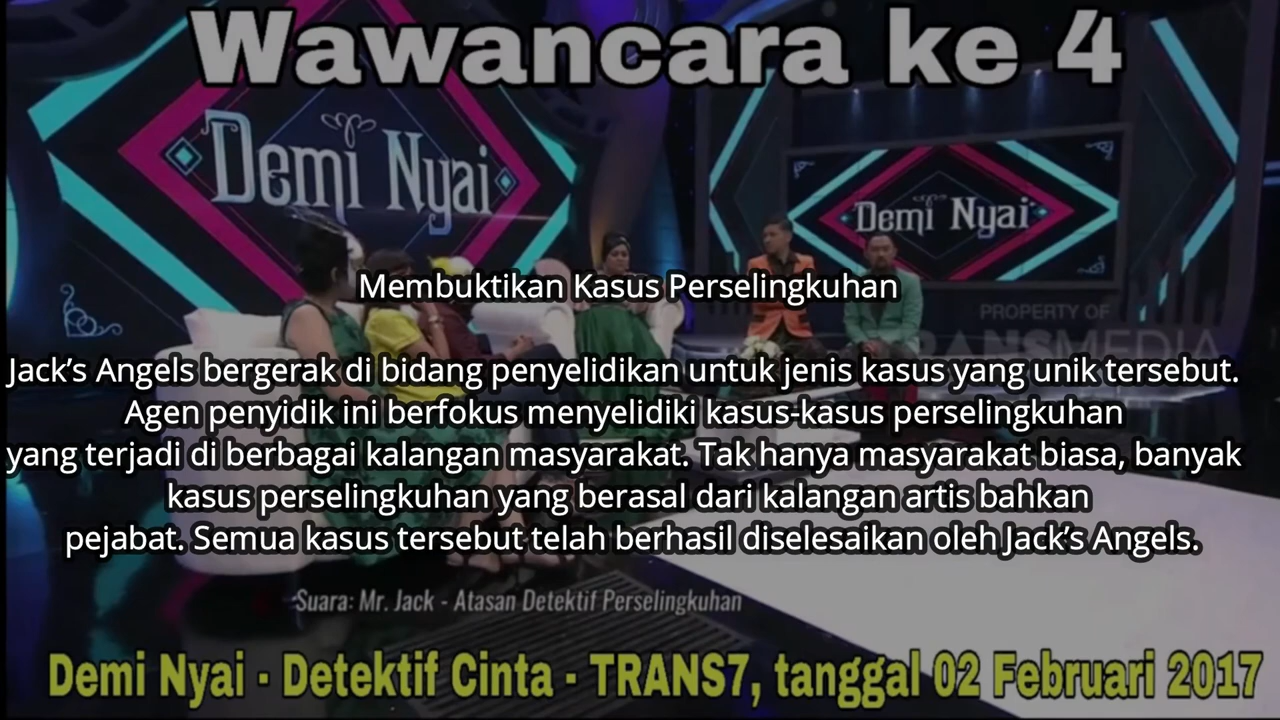 Wawancara ke 4
Demi Nyai
Demi Nyai
Membuktikan Kasus Perselingkuhan
PROPERTY OF
TRANSMEDIA
Jack’s Angels bergerak di bidang penyelidikan untuk jenis kasus yang unik tersebut.
Agen penyidik ini berfokus menyelidiki kasus-kasus perselingkuhan
yang terjadi di berbagai kalangan masyarakat. Tak hanya masyarakat biasa, banyak
kasus perselingkuhan yang berasal dari kalangan artis bahkan
pejabat. Semua kasus tersebut telah berhasil diselesaikan oleh Jack’s Angels.
Suara: Mr. Jack - Atasan Detektif Perselingkuhan
Demi Nyai - Detektif Cinta - TRANS7, tanggal 02 Februari 2017